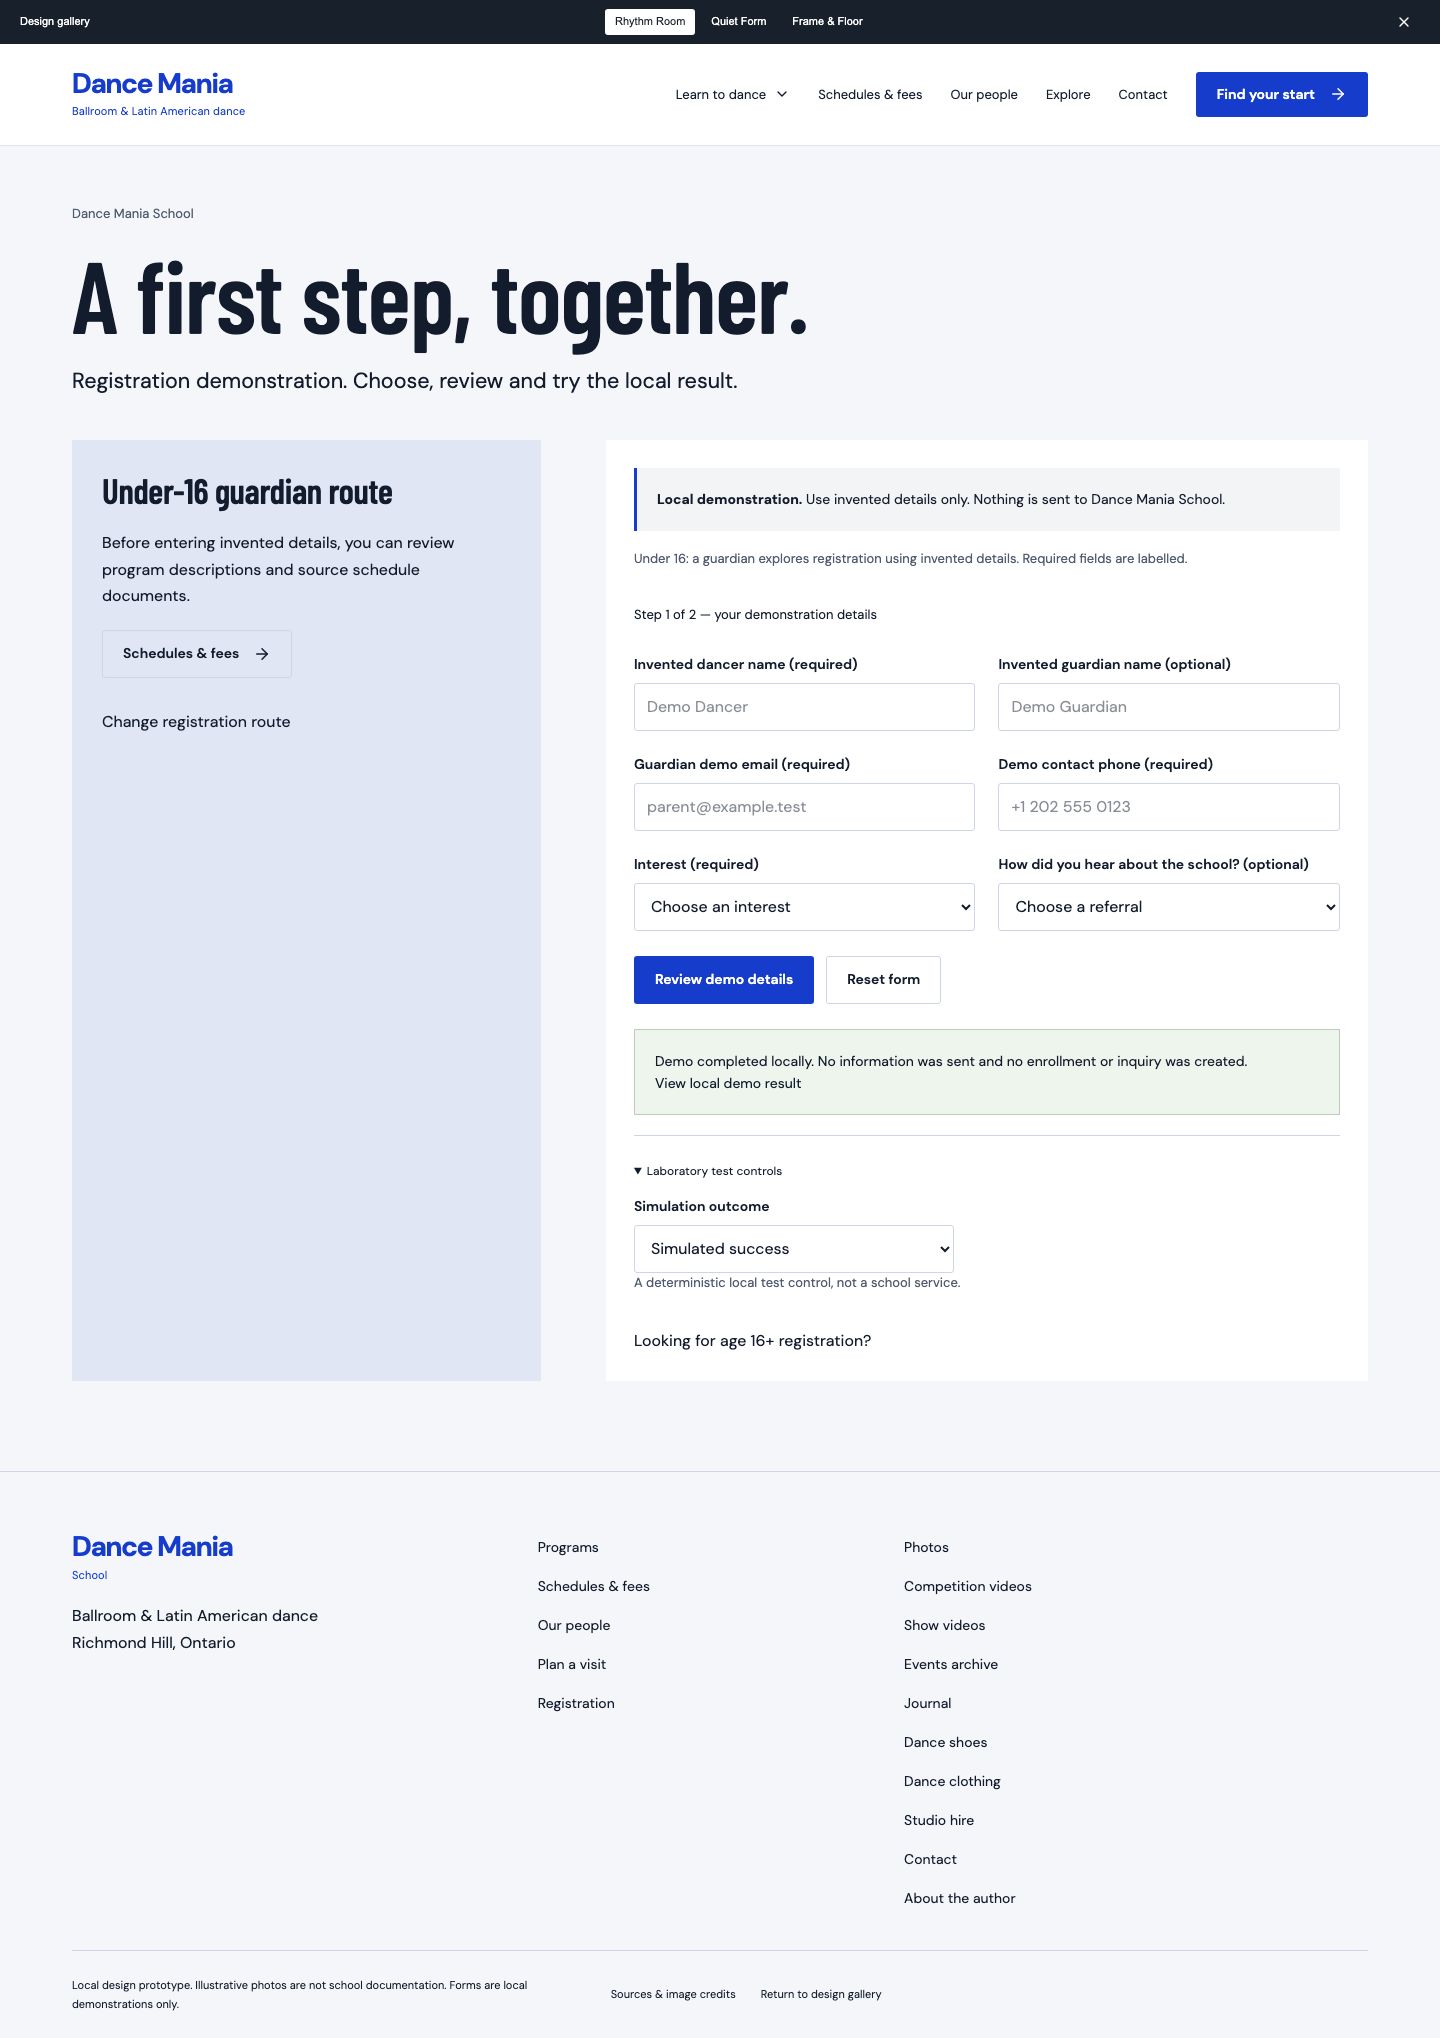 Design gallery
Rhythm Room
Quiet Form
Frame & Floor
Dance Mania
Ballroom & Latin American dance
Learn to dance
Schedules & fees
Our people
Explore
Contact
Find your start
Dance Mania School
A first step, together.
Registration demonstration. Choose, review and try the local result.
Under-16 guardian route
Before entering invented details, you can review
program descriptions and source schedule
documents.
Schedules & fees
Change registration route
Local demonstration. Use invented details only. Nothing is sent to Dance Mania School.
Under 16: a guardian explores registration using invented details. Required fields are labelled.
Step 1 of 2 — your demonstration details
Invented dancer name (required)
Demo Dancer
Invented guardian name (optional)
Demo Guardian
Guardian demo email (required)
parent@example.test
Demo contact phone (required)
+1 202 555 0123
Interest (required)
Choose an interest
How did you hear about the school? (optional)
Choose a referral
Review demo details
Reset form
Demo completed locally. No information was sent and no enrollment or inquiry was created.
View local demo result
Laboratory test controls
Simulation outcome
Simulated success
A deterministic local test control, not a school service.
Looking for age 16+ registration?
Dance Mania
School
Ballroom & Latin American dance
Richmond Hill, Ontario
Programs
Schedules & fees
Our people
Plan a visit
Registration
Photos
Competition videos
Show videos
Events archive
Journal
Dance shoes
Dance clothing
Studio hire
Contact
About the author
Local design prototype. Illustrative photos are not school documentation. Forms are local
demonstrations only.
Sources & image credits
Return to design gallery